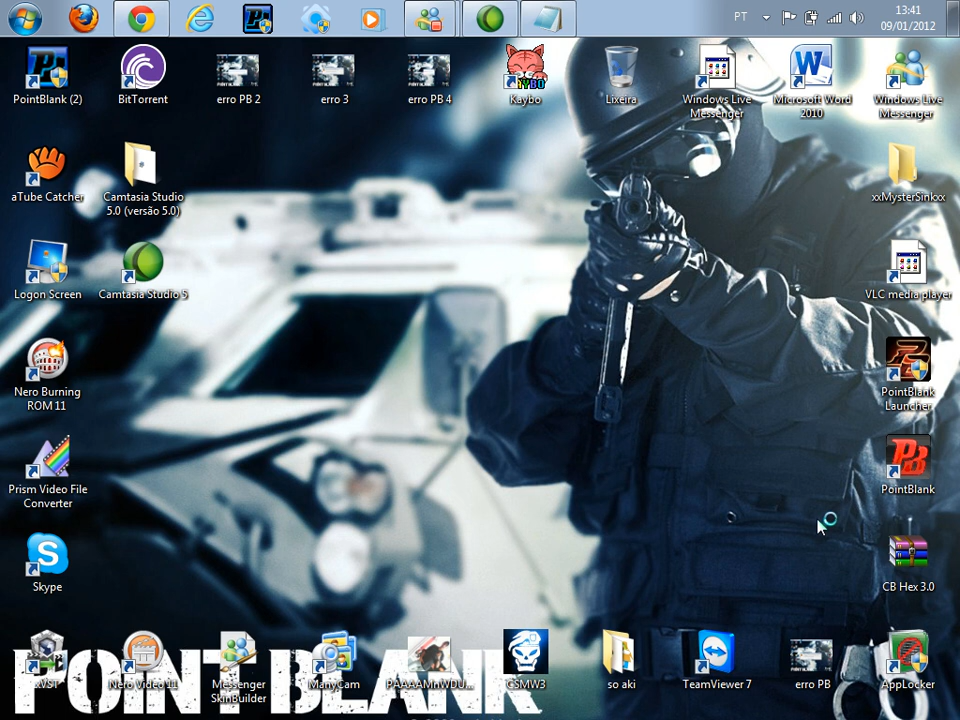 PT
13:41
09/01/2012
PointBlank (2)
BitTorrent
erro PB 2
erro 3
erro PB 4
KAYBO
Kaybo
Lixeira
Windows Live
Messenger
Microsoft Word
2010
Windows Live
Messenger
aTube Catcher
Camtasia Studio
5.0 (versão 5.0)
xxMysterSinkxx
Logon Screen
Camtasia Studio 5
VLC media player
Nero Burning
ROM 11
PointBlank
Launcher
Prism Video File
Converter
PointBlank
Skype
CB Hex 3.0
POINT BLANK
Nero Video 11
Messenger
SkinBuilder
ManyCam
CSMW3
so aki
TeamViewer 7
erro PB
AppLocker